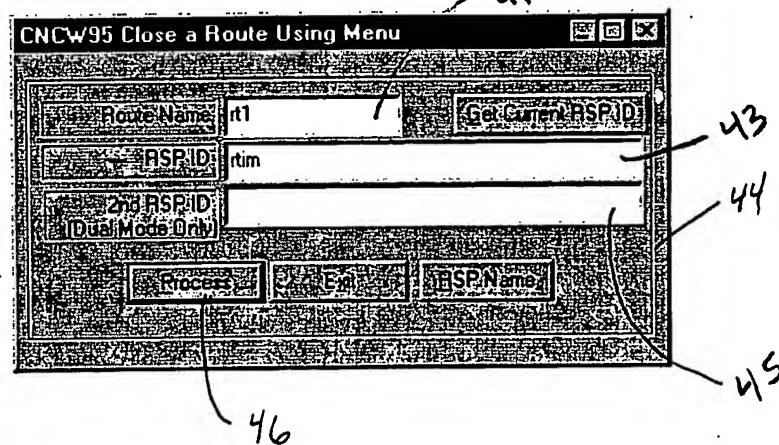 CNCW95 Close a Route Using Menu
Route Name rt1 Get Current RSP ID
RSP ID rtim
43
2nd RSP ID
(Dual Mode Only)
44
Process Exit RSP Name
45
46